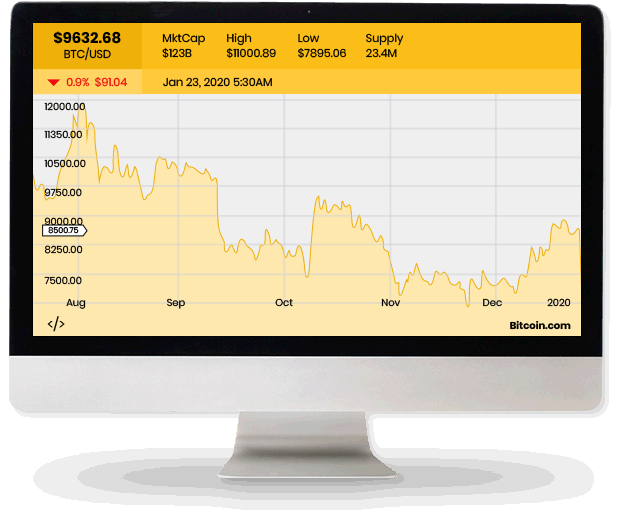 $9632.68
BTC/USD
MktCap High Low Supply
$123B $11000.89 $7895.06 23.4M
0.9% $91.04
Jan 23, 2020 5:30AM
12000.00
11350.00
10500.00
9750.00
9000.00
8500.75
8250.00
7500.00
Aug Sep Oct Nov Dec 2020
</>
Bitcoin.com